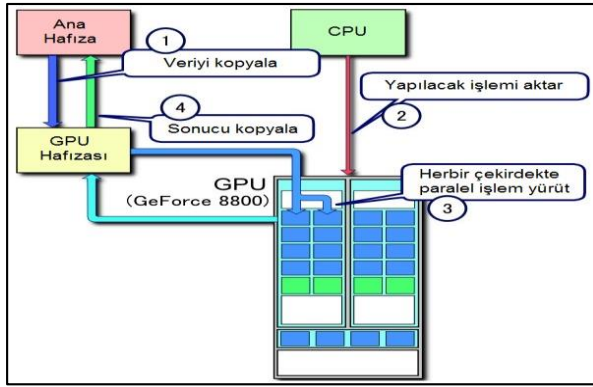 Ana
Hafıza
CPU
1
Veriyi kopyala
Yapılacak işlemi aktar
2
4
Sonucu kopyala
GPU
Hafızası
GPU
(GeForce 8800)
Herbir çekirdekte
paralel işlem yürüt
3